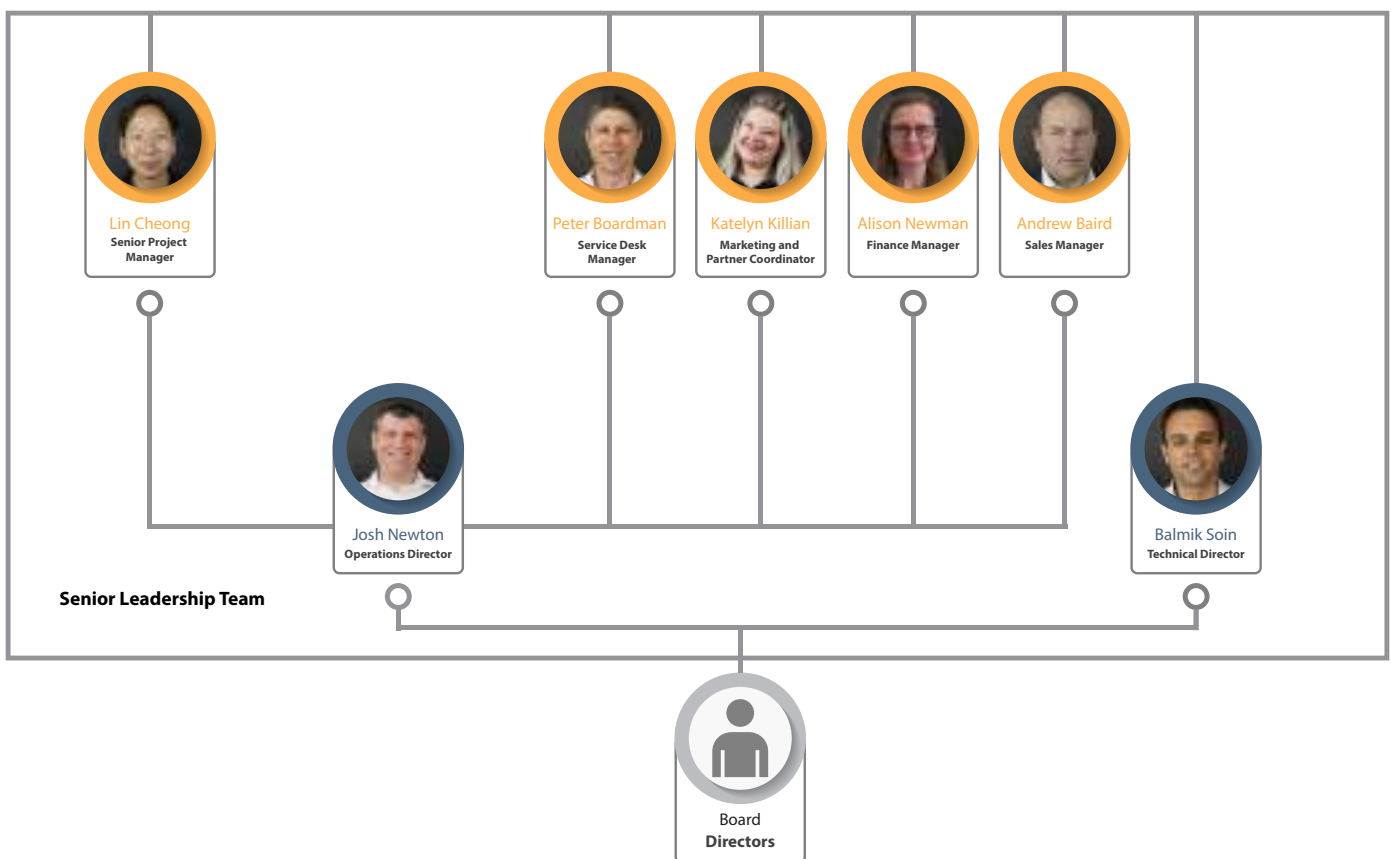 Lin Cheong
Senior Project
Manager
Peter Boardman
Service Desk
Manager
Katelyn Killian
Marketing and
Partner Coordinator
Alison Newman
Finance Manager
Andrew Baird
Sales Manager
Josh Newton
Operations Director
Balmik Soin
Technical Director
Senior Leadership Team
Board
Directors